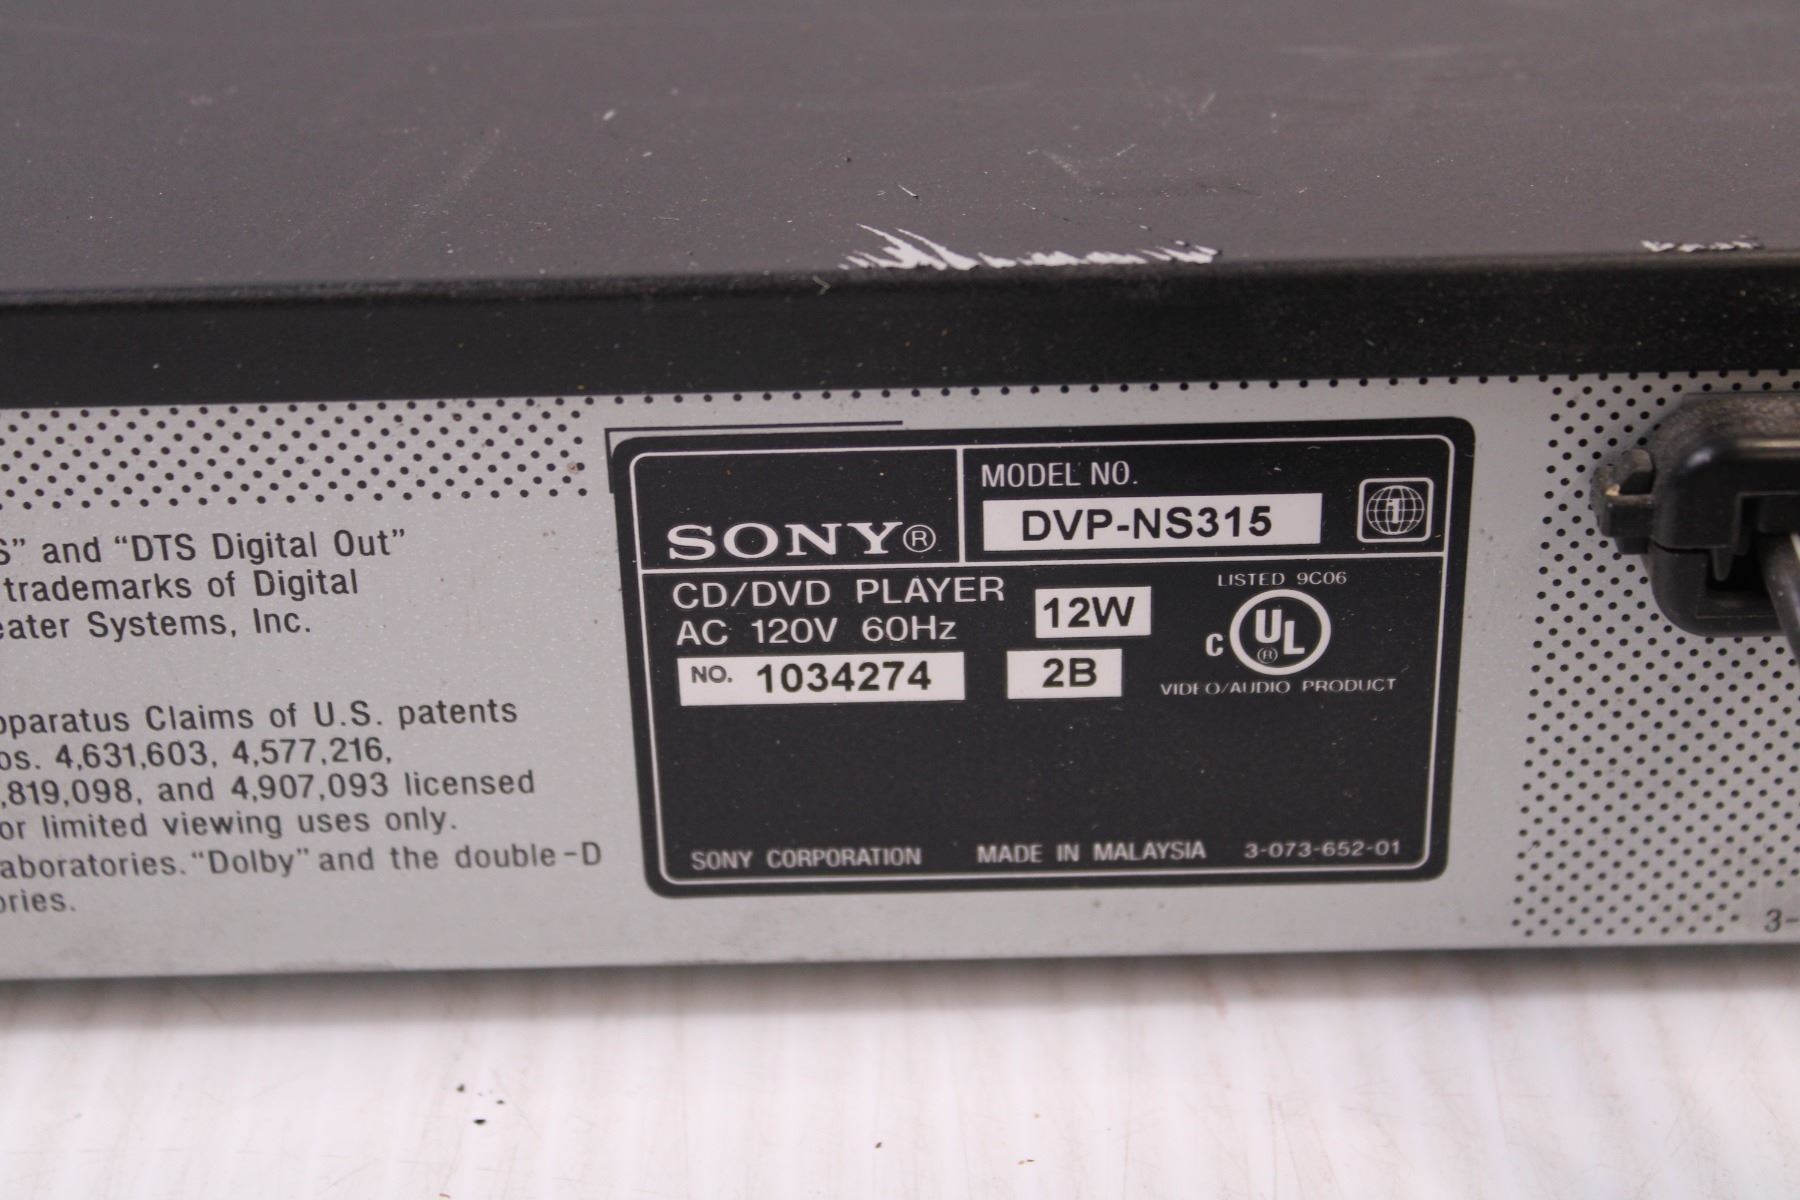 S” and “DTS Digital Out”
trademarks of Digital
eater Systems, Inc.
pparatus Claims of U.S. patents
os. 4,631,603, 4,577,216,
,819,098, and 4,907,093 licensed
or limited viewing uses only.
aboratories. “Dolby” and the double-D
ories.
SONY®
MODEL NO.
DVP-NS315
i
CD/DVD PLAYER
AC 120V 60Hz
12W
NO. 1034274
2B
LISTED 9C06
C UL ®
VIDEO/AUDIO PRODUCT
SONY CORPORATION MADE IN MALAYSIA 3-073-652-01
3-